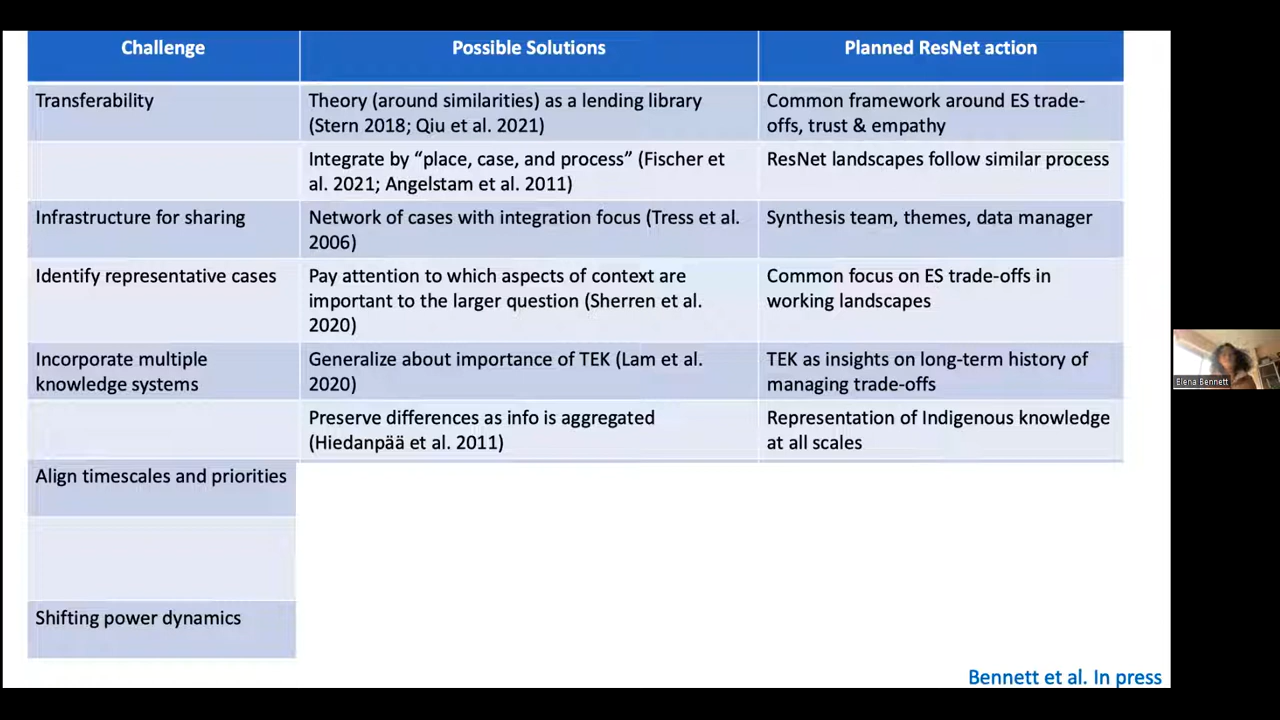 Challenge
Possible Solutions
Planned ResNet action
Transferability
Theory (around similarities) as a lending library
(Stern 2018; Qiu et al. 2021)
Common framework around ES trade-
offs, trust & empathy
Integrate by “place, case, and process” (Fischer et
al. 2021; Angelstam et al. 2011)
ResNet landscapes follow similar process
Infrastructure for sharing
Network of cases with integration focus (Tress et al.
2006)
Synthesis team, themes, data manager
Identify representative cases
Pay attention to which aspects of context are
important to the larger question (Sherren et al.
2020)
Common focus on ES trade-offs in
working landscapes
Incorporate multiple
knowledge systems
Generalize about importance of TEK (Lam et al.
2020)
TEK as insights on long-term history of
managing trade-offs
Preserve differences as info is aggregated
(Hiedanpää et al. 2011)
Representation of Indigenous knowledge
at all scales
Align timescales and priorities
Shifting power dynamics
Bennett et al. In press
Elena Bennett